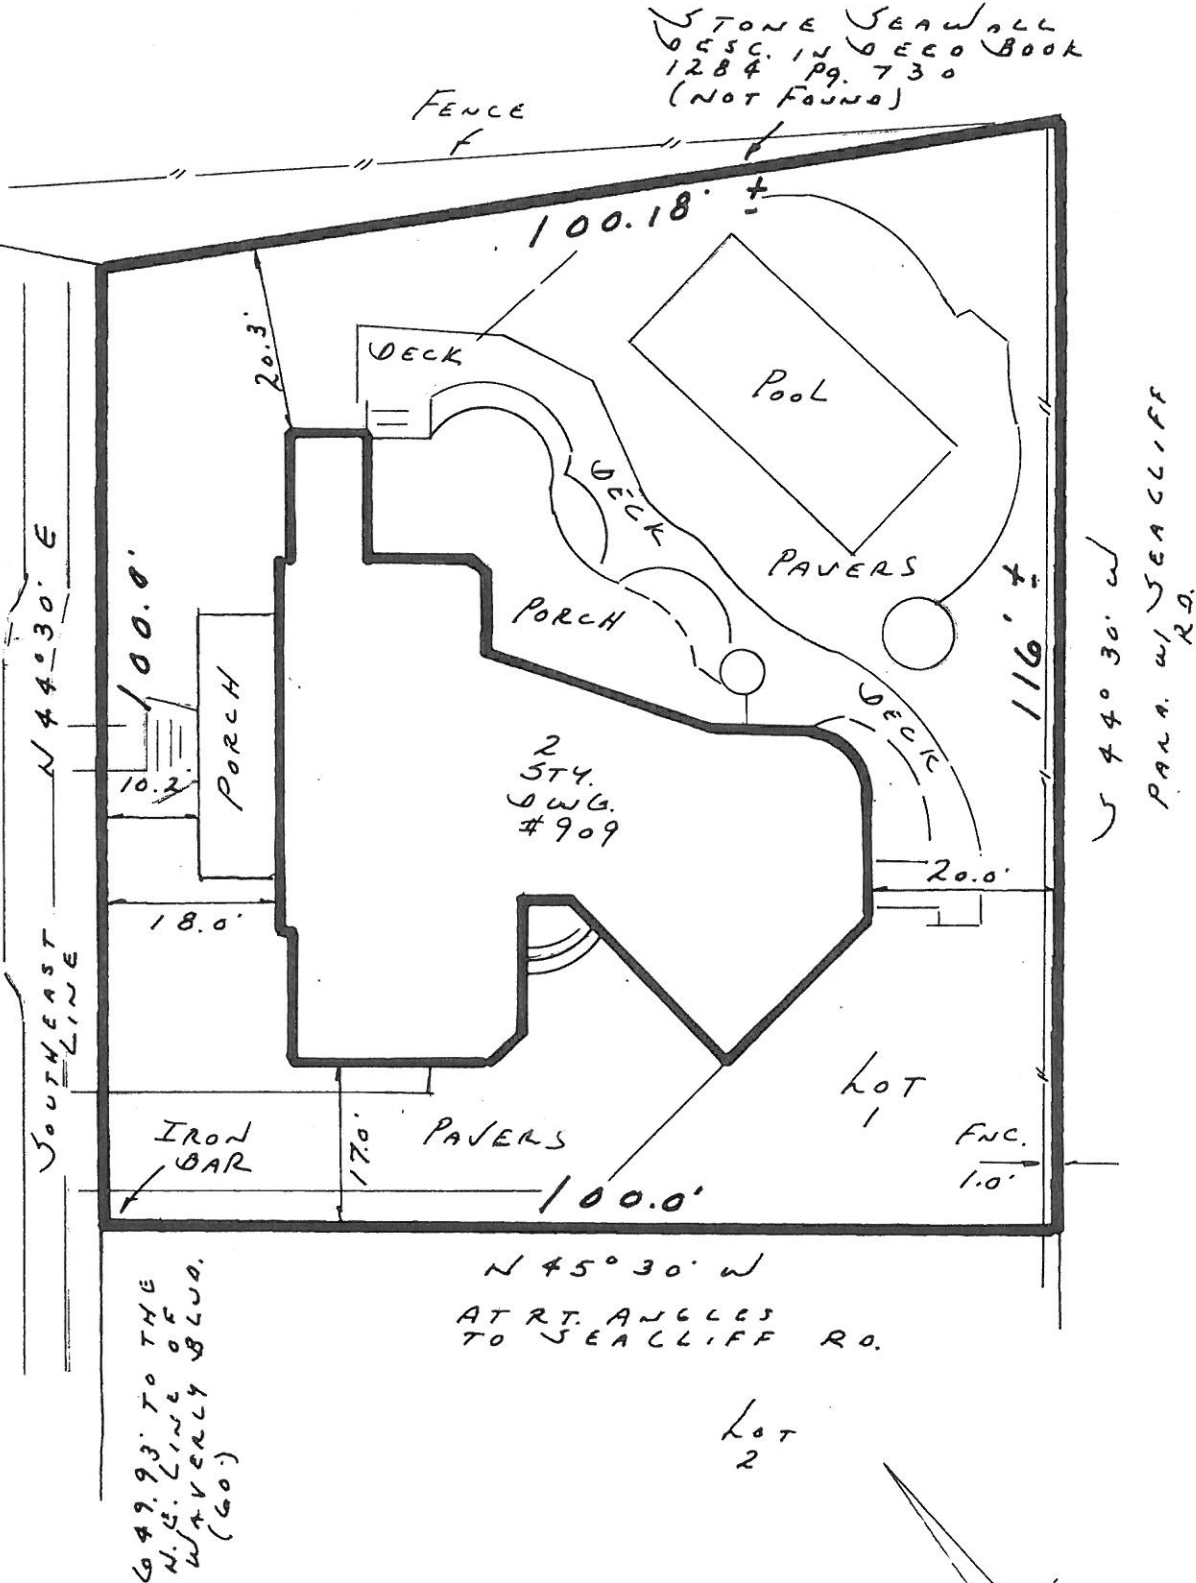 STONE SEAWALL
DESC. IN DEED BOOK
1284 Pg. 730
(NOT FOUND)
FENCE
100.18' ±
20.3'
DECK
POOL
DECK
PAVERS
PORCH
DECK
116' ±
S 44° 30' W
PARA. W/ SEACLIFF
RD.
SOUTHEAST
LINE
N 44° 30' E
100.0'
PORCH
10.2'
18.0'
2
STY.
DWG.
#909
20.0'
LOT
1
FNC.
1.0'
IRON
BAR
17.0'
PAVERS
100.0'
N 45° 30' W
AT RT. ANGLES
TO SEACLIFF RD.
649.93' TO THE
N.E. LINE OF
WAVERLY BLVD.
(60')
LOT
2